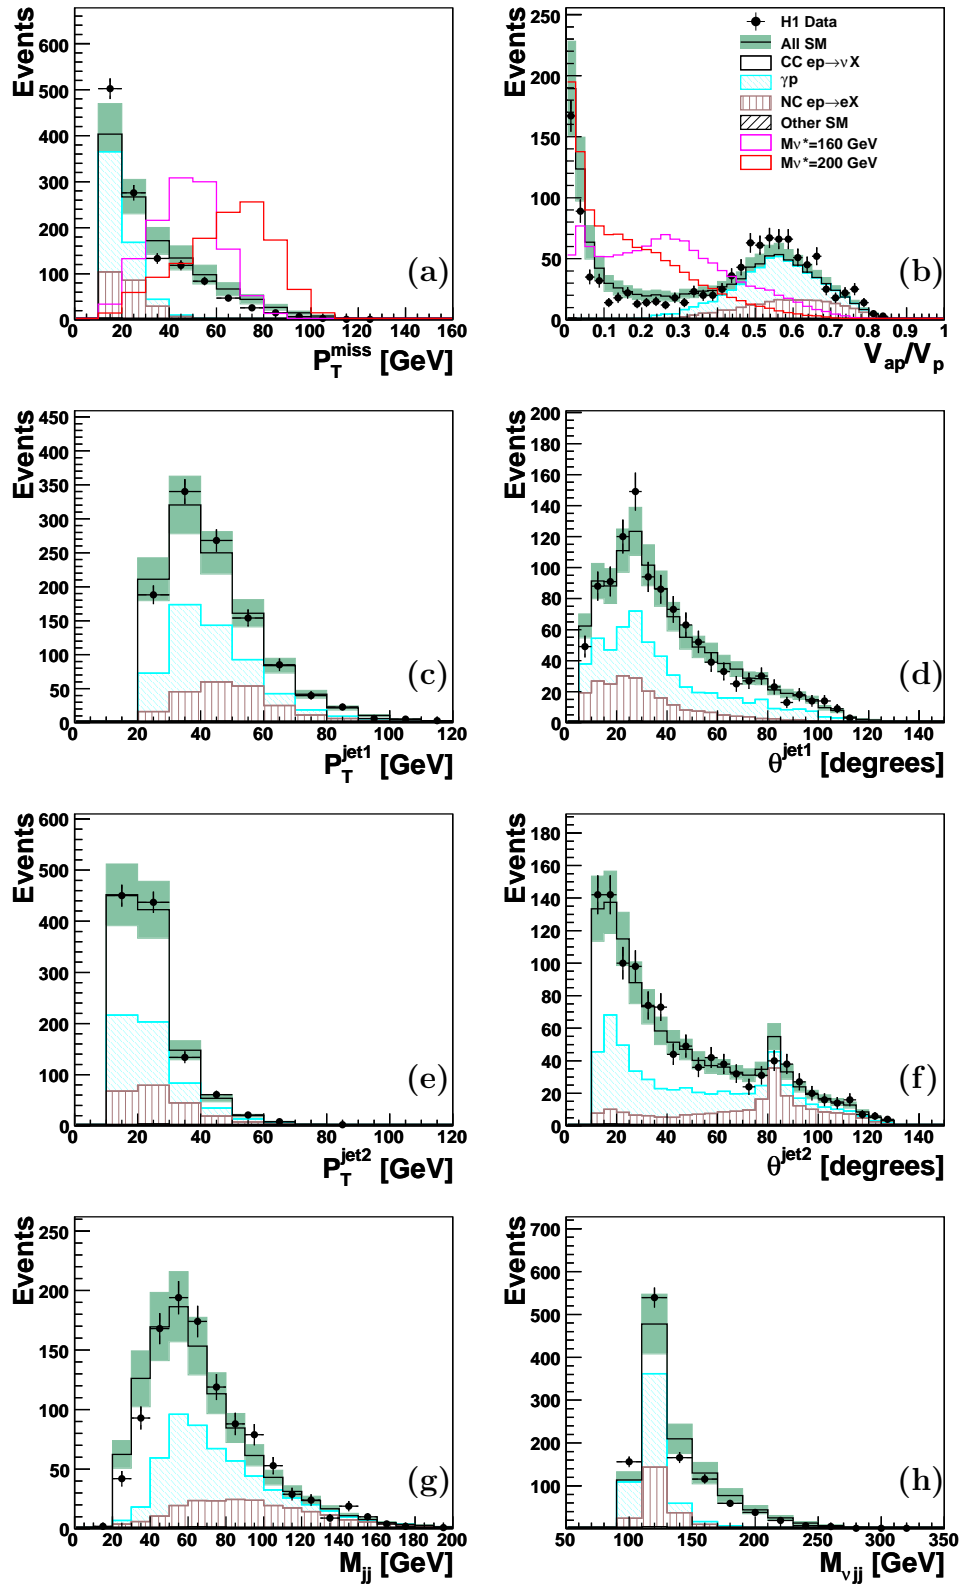 Events
600
500
400
300
200
100
0
0 20 40 60 80 100 120 140 160
P_T^miss [GeV]
(a)
Events
250
200
150
100
50
0
0 0.1 0.2 0.3 0.4 0.5 0.6 0.7 0.8 0.9 1
V_ap/V_p
(b)
H1 Data
All SM
CC ep→νX
γp
NC ep→eX
Other SM
Mν*=160 GeV
Mν*=200 GeV
Events
450
400
350
300
250
200
150
100
50
0
0 20 40 60 80 100 120
P_T^jet1 [GeV]
(c)
Events
200
180
160
140
120
100
80
60
40
20
0
0 20 40 60 80 100 120 140
θ^jet1 [degrees]
(d)
Events
600
500
400
300
200
100
0
0 20 40 60 80 100 120
P_T^jet2 [GeV]
(e)
Events
180
160
140
120
100
80
60
40
20
0
0 20 40 60 80 100 120 140
θ^jet2 [degrees]
(f)
Events
250
200
150
100
50
0
0 20 40 60 80 100 120 140 160 180 200
M_jj [GeV]
(g)
Events
700
600
500
400
300
200
100
0
50 100 150 200 250 300 350
M_νjj [GeV]
(h)